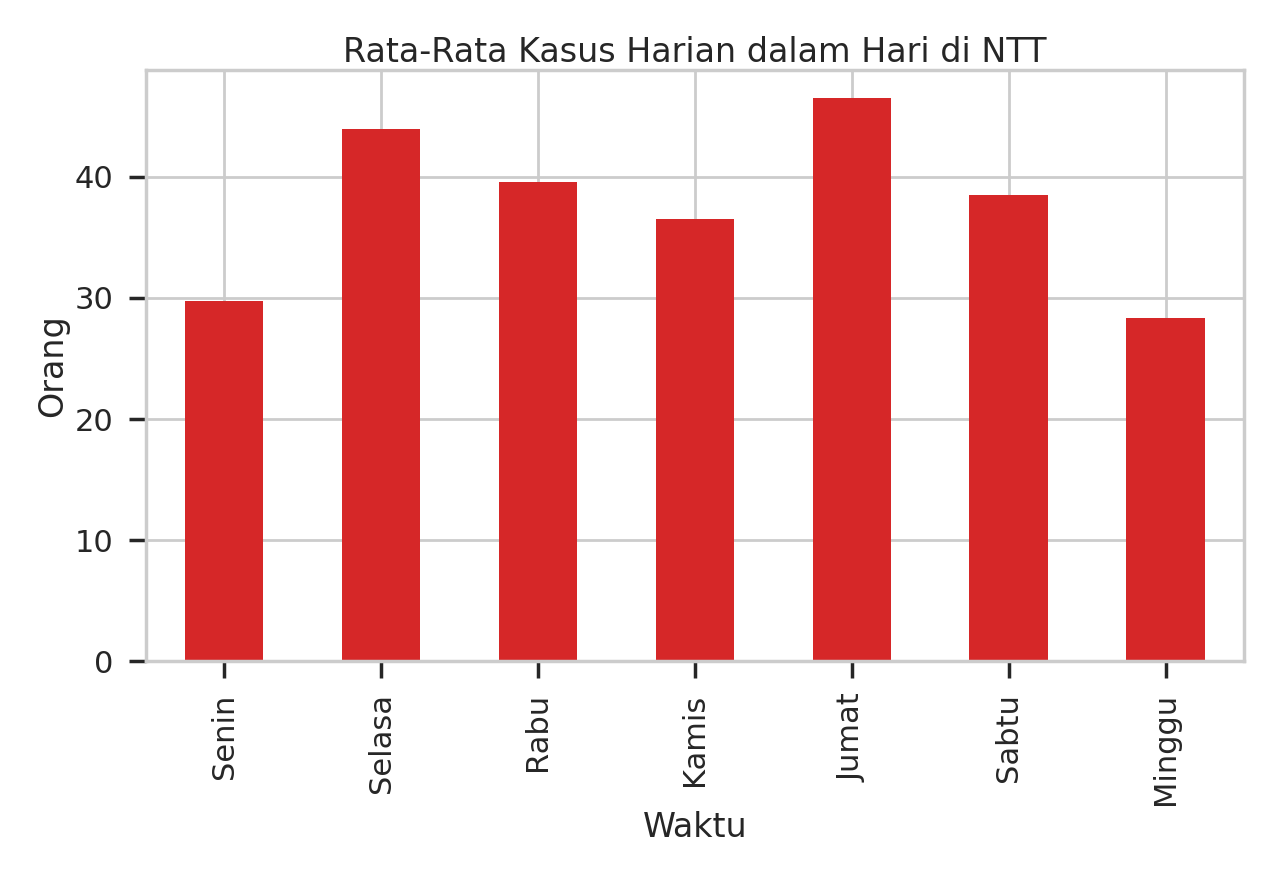 Rata-Rata Kasus Harian dalam Hari di NTT
Orang
40
30
20
10
0
Senin
Selasa
Rabu
Kamis
Jumat
Sabtu
Minggu
Waktu